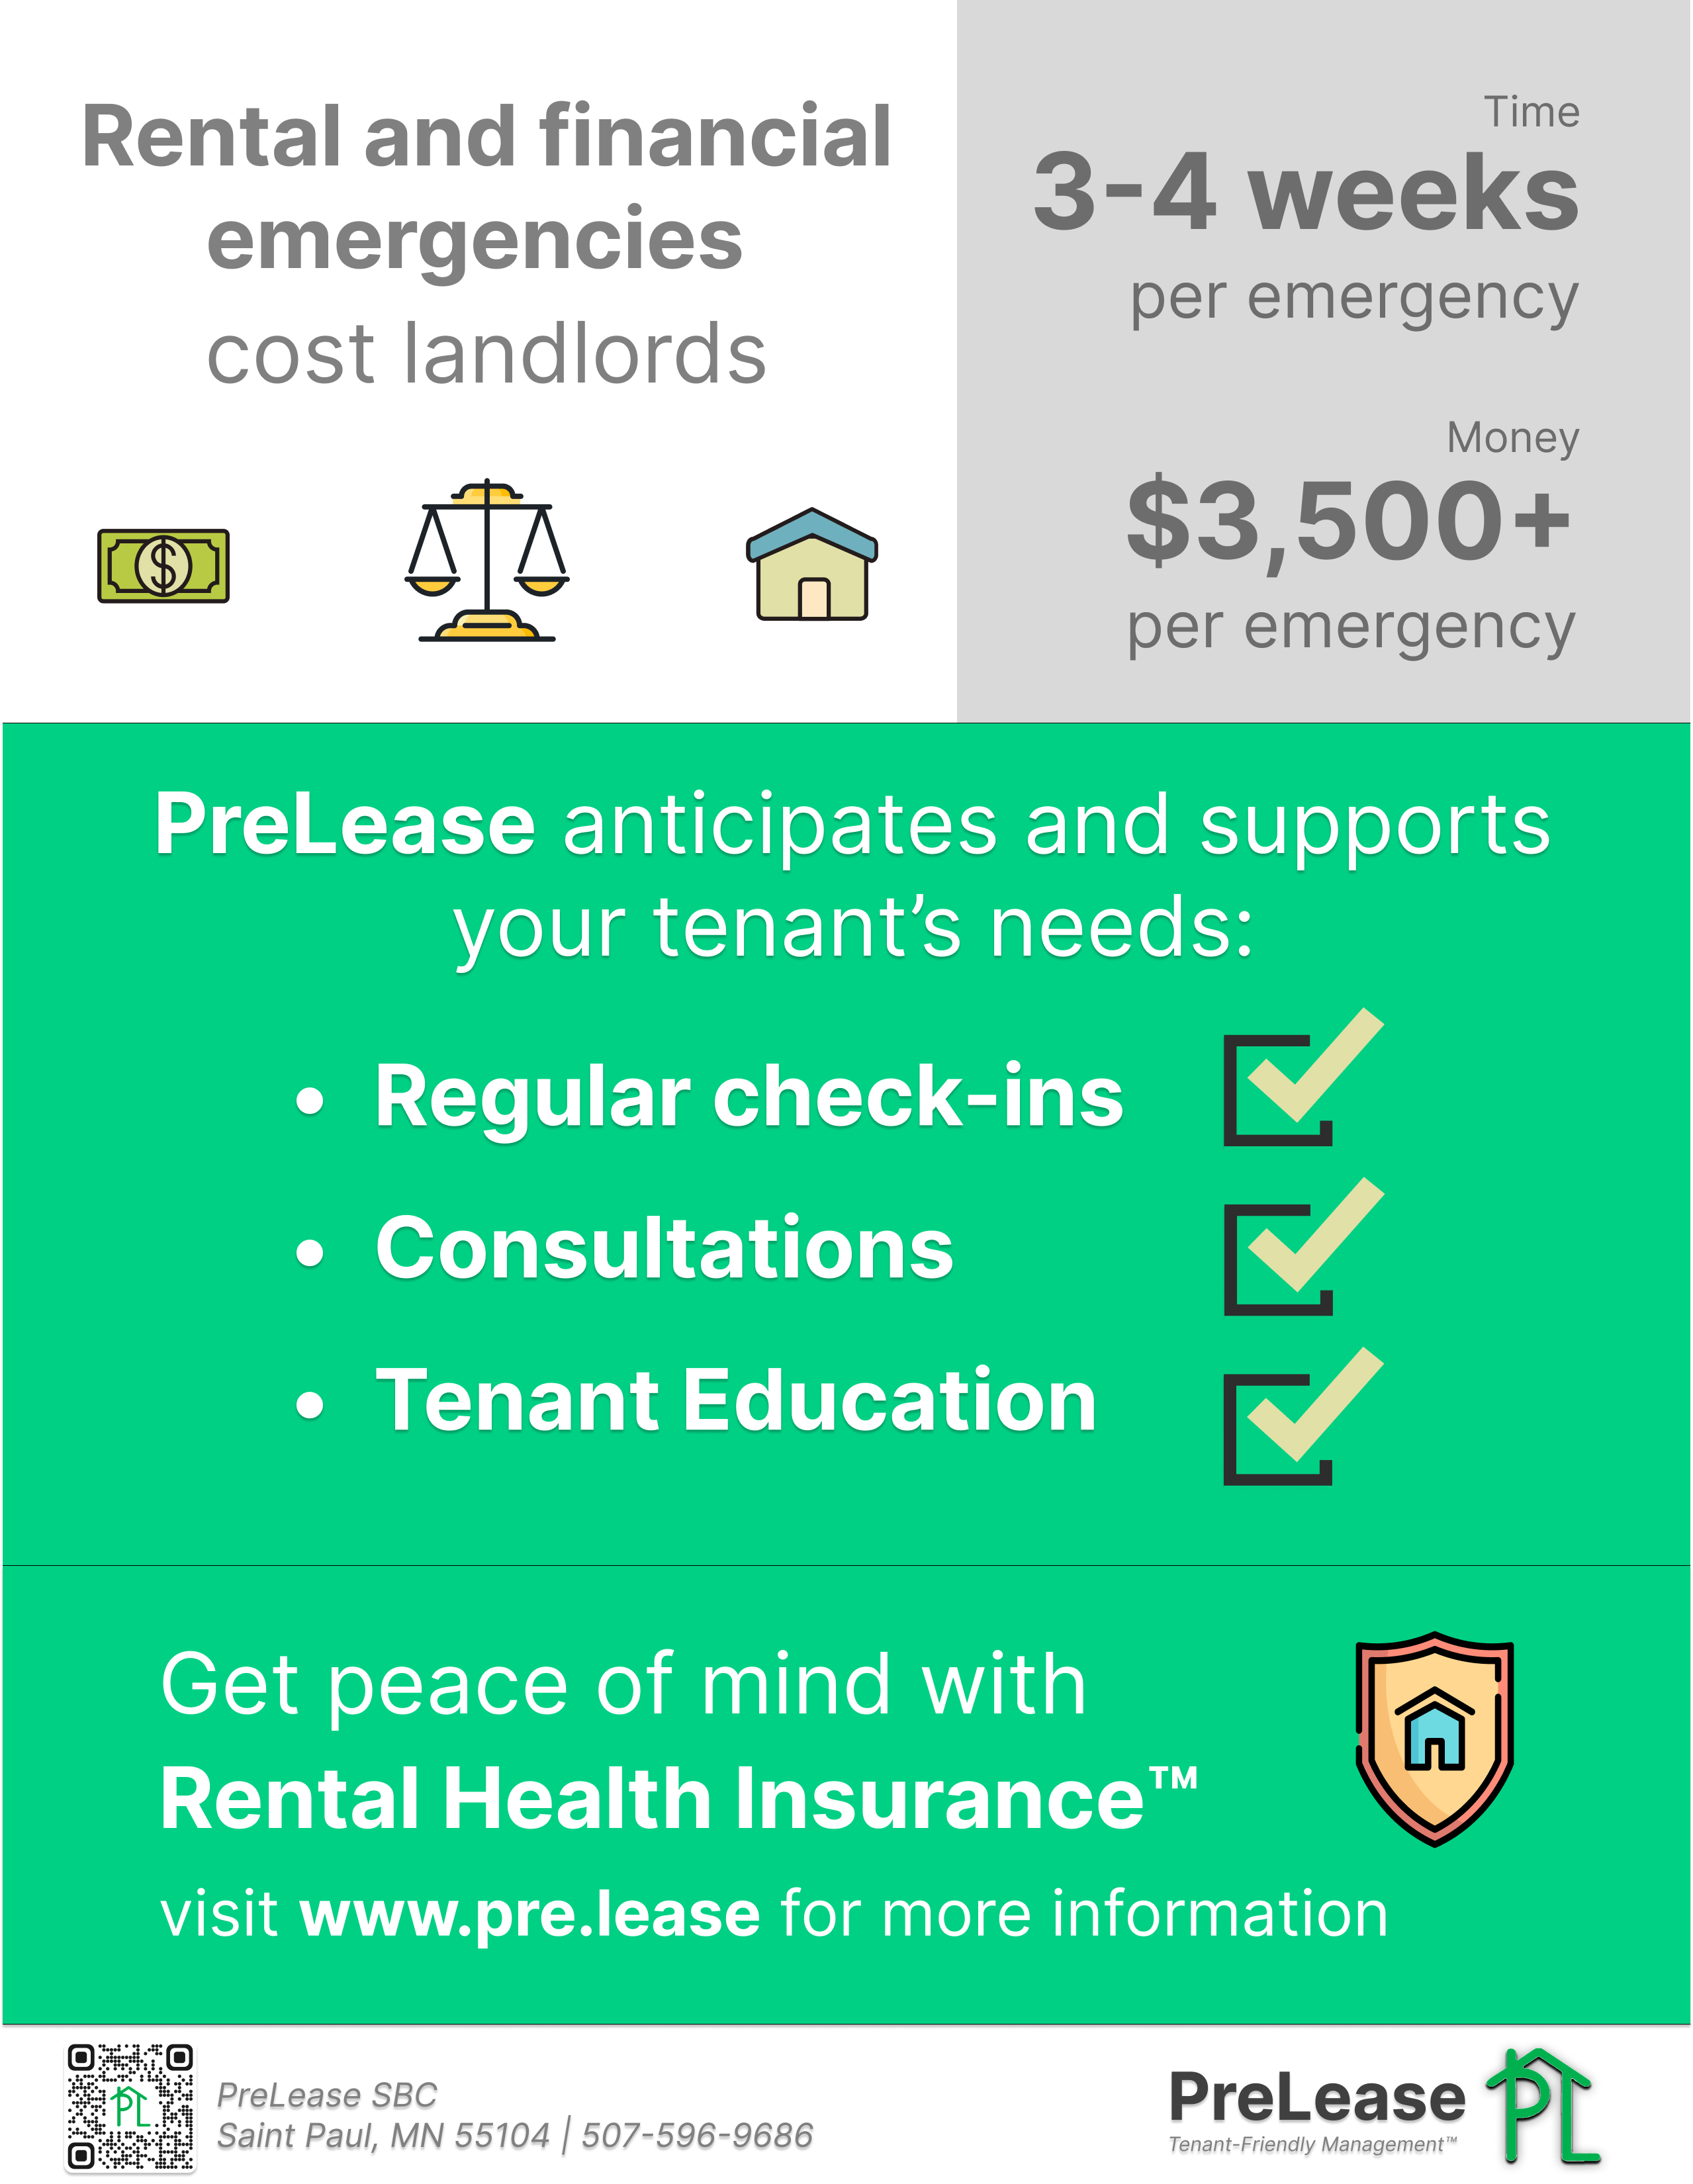 Rental and financial
emergencies
cost landlords
$
Time
3-4 weeks
per emergency
Money
$3,500+
per emergency
PreLease anticipates and supports
your tenant’s needs:
• Regular check-ins
• Consultations
• Tenant Education
Get peace of mind with
Rental Health Insurance™
visit www.pre.lease for more information
PreLease SBC
Saint Paul, MN 55104 | 507-596-9686
PreLease
Tenant-Friendly Management™
PL